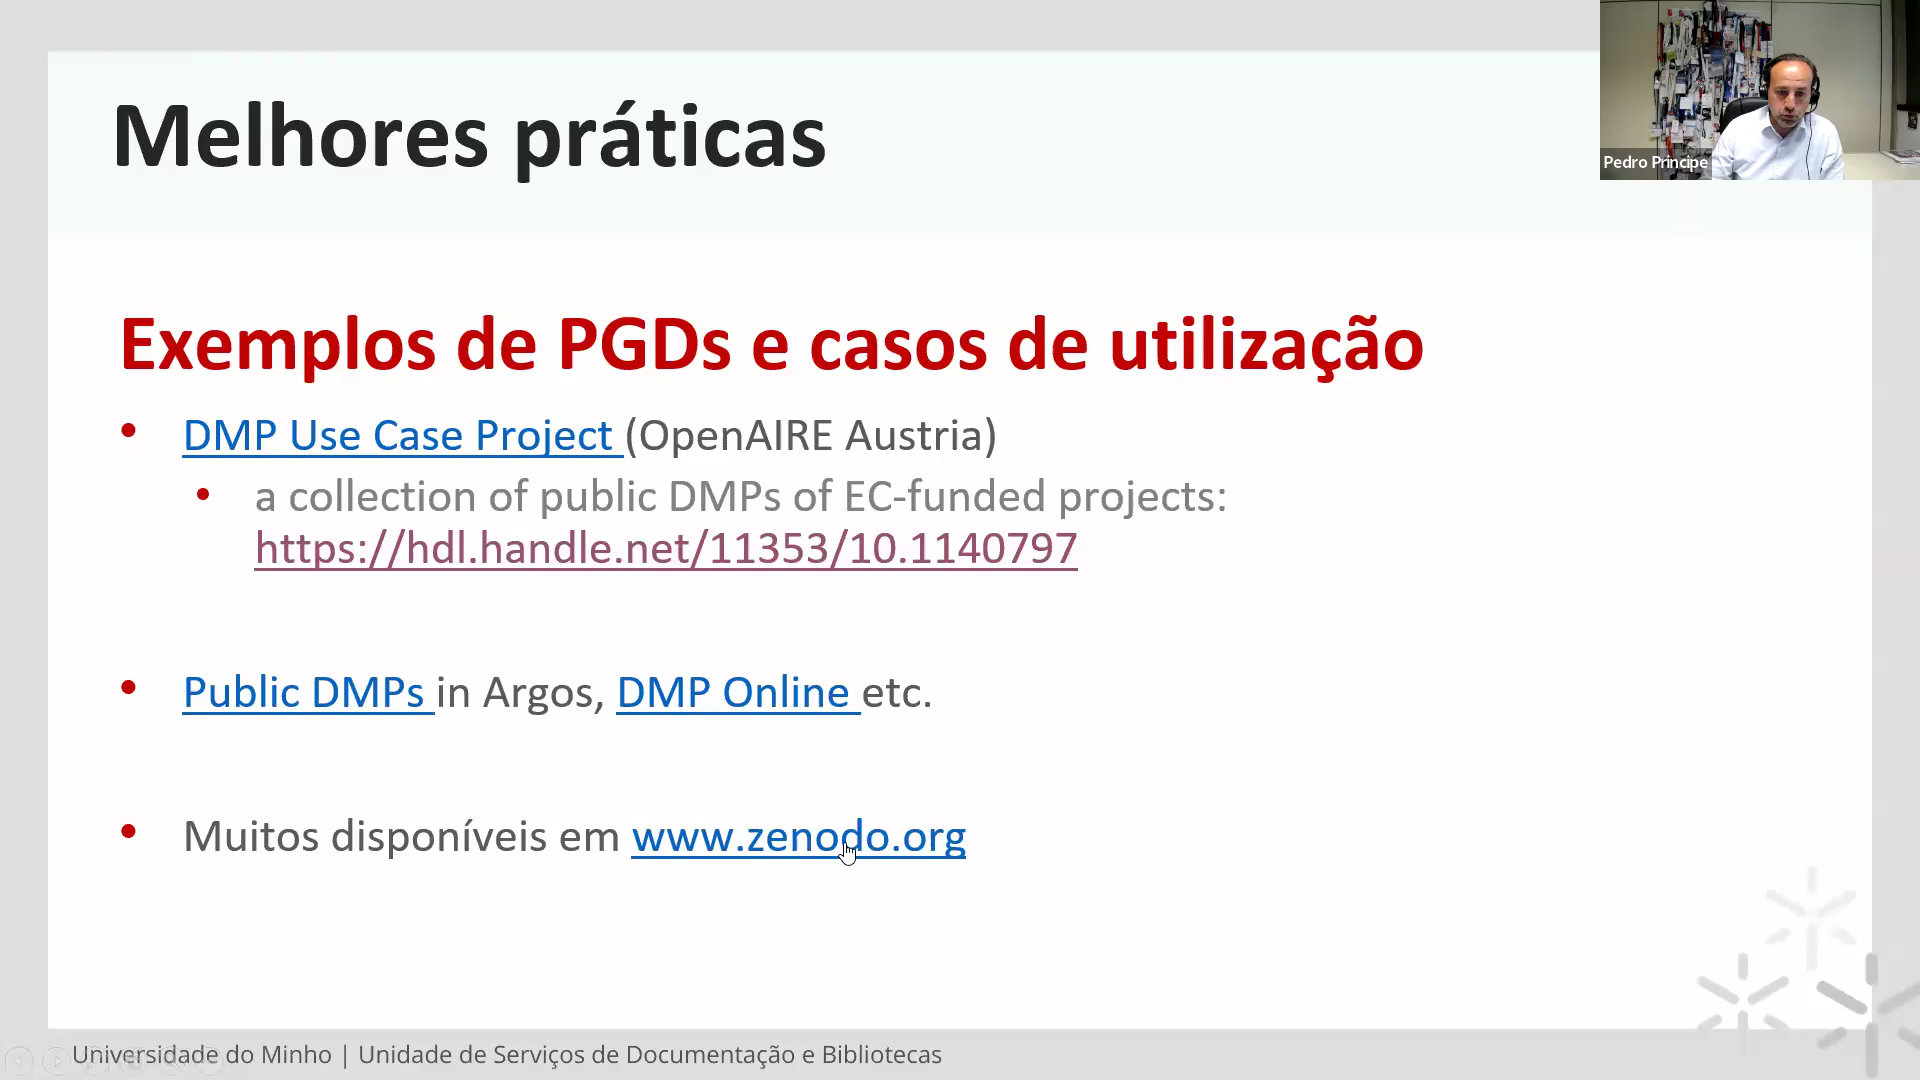 Melhores práticas
Pedro Principe
Exemplos de PGDs e casos de utilização
• DMP Use Case Project (OpenAIRE Austria)
• a collection of public DMPs of EC-funded projects:
https://hdl.handle.net/11353/10.1140797
• Public DMPs in Argos, DMP Online etc.
• Muitos disponíveis em www.zenodo.org
Universidade do Minho | Unidade de Serviços de Documentação e Bibliotecas